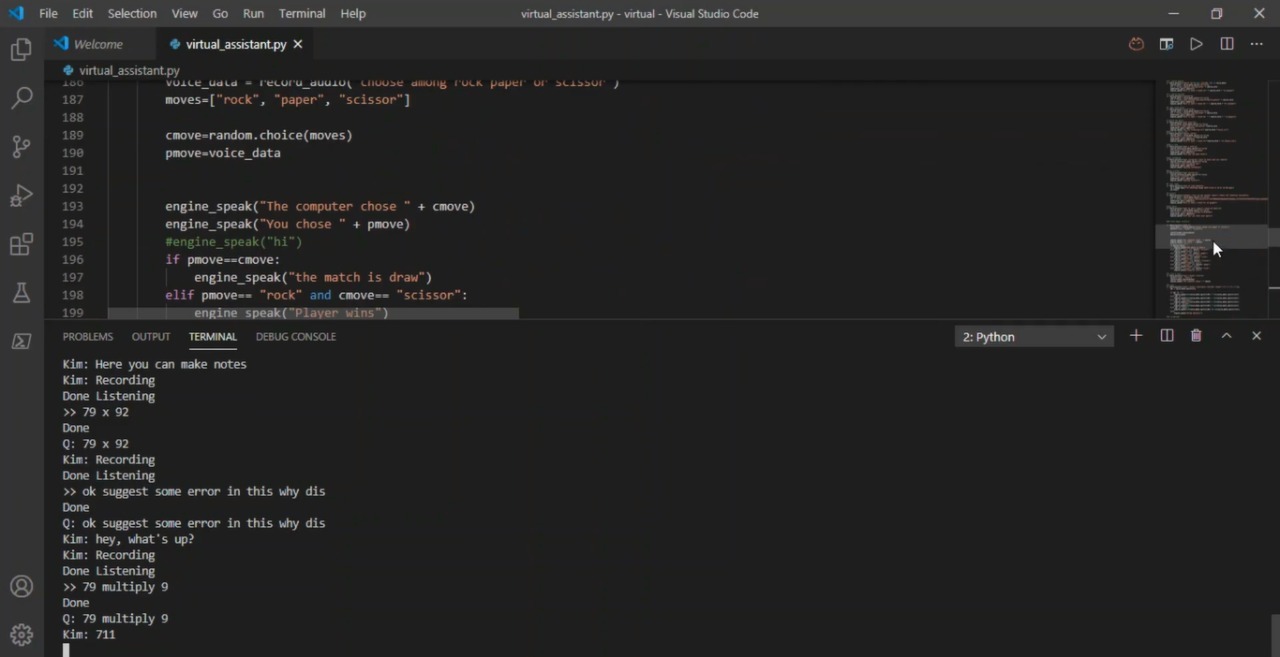 File Edit Selection View Go Run Terminal Help
virtual_assistant.py - virtual - Visual Studio Code
Welcome
virtual_assistant.py
virtual_assistant.py
186 voice_data = record_audio("choose among rock paper or scissor")
187 moves=["rock", "paper", "scissor"]
188
189 cmove=random.choice(moves)
190 pmove=voice_data
191
192
193 engine_speak("The computer chose " + cmove)
194 engine_speak("You chose " + pmove)
195 #engine_speak("hi")
196 if pmove==cmove:
197 engine_speak("the match is draw")
198 elif pmove== "rock" and cmove== "scissor":
199 engine_speak("Player wins")
PROBLEMS OUTPUT TERMINAL DEBUG CONSOLE
2: Python
Kim: Here you can make notes
Kim: Recording
Done Listening
>> 79 x 92
Done
Q: 79 x 92
Kim: Recording
Done Listening
>> ok suggest some error in this why dis
Done
Q: ok suggest some error in this why dis
Kim: hey, what's up?
Kim: Recording
Done Listening
>> 79 multiply 9
Done
Q: 79 multiply 9
Kim: 711